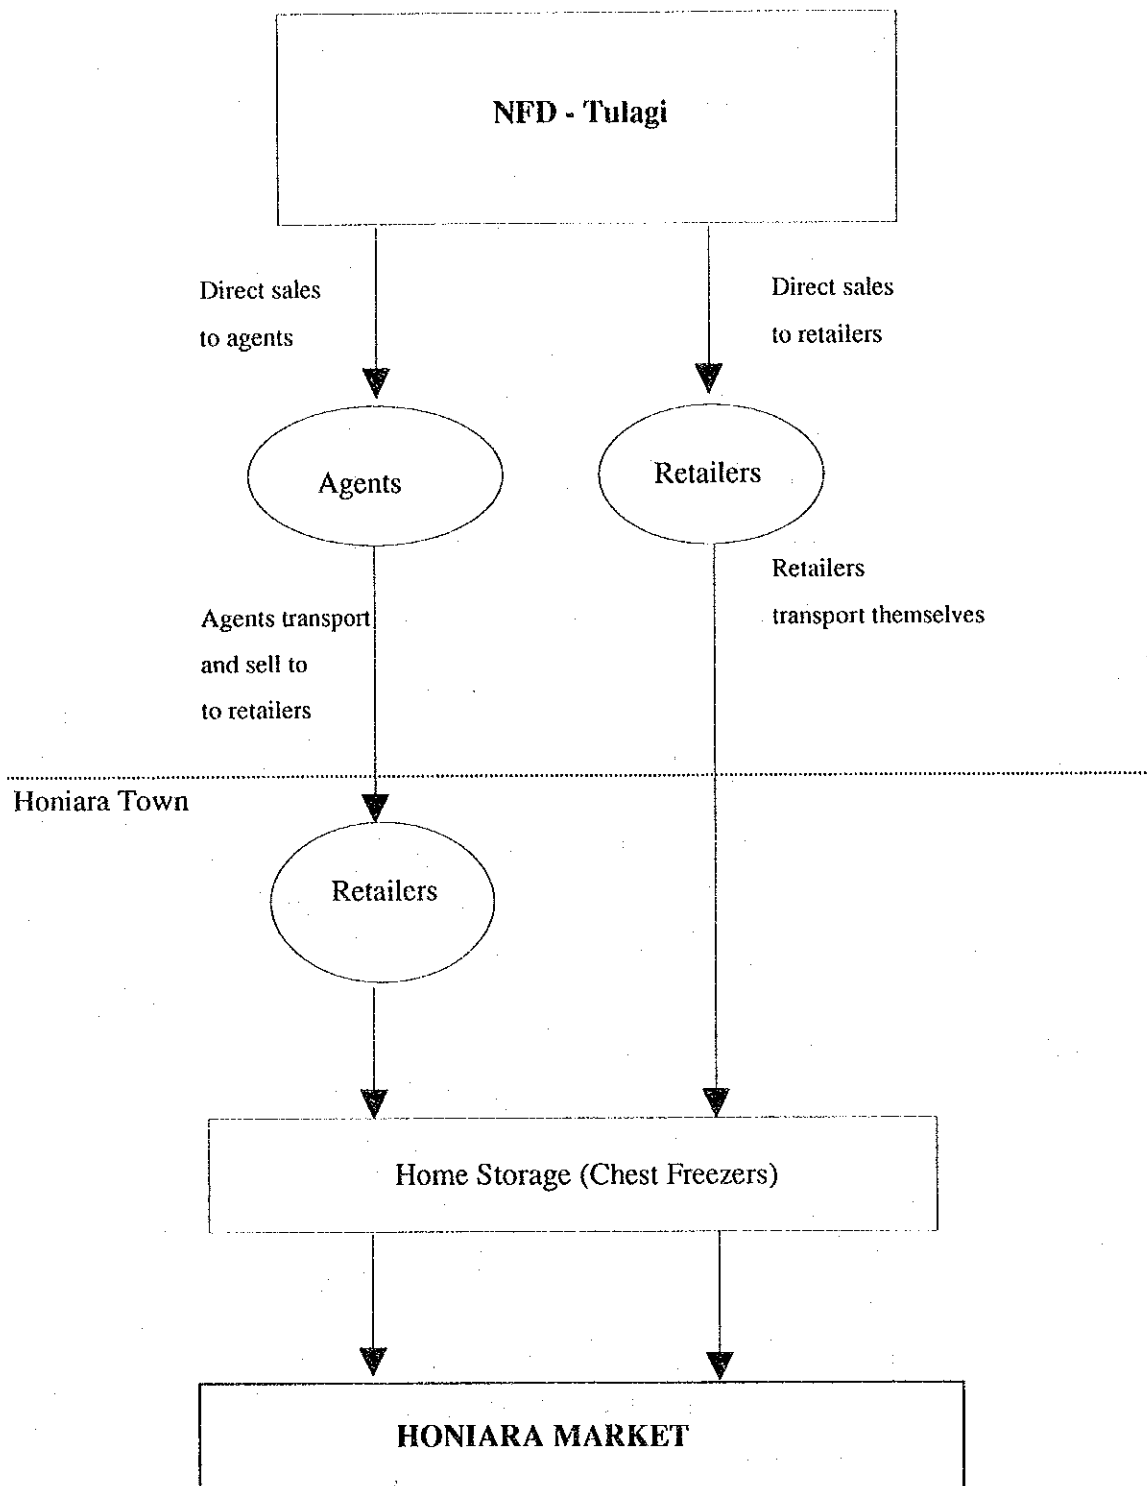 NFD - Tulagi
Direct sales
to agents
Direct sales
to retailers
Agents
Retailers
Retailers
transport themselves
Agents transport
and sell to
to retailers
Honiara Town
Retailers
Home Storage (Chest Freezers)
HONIARA MARKET